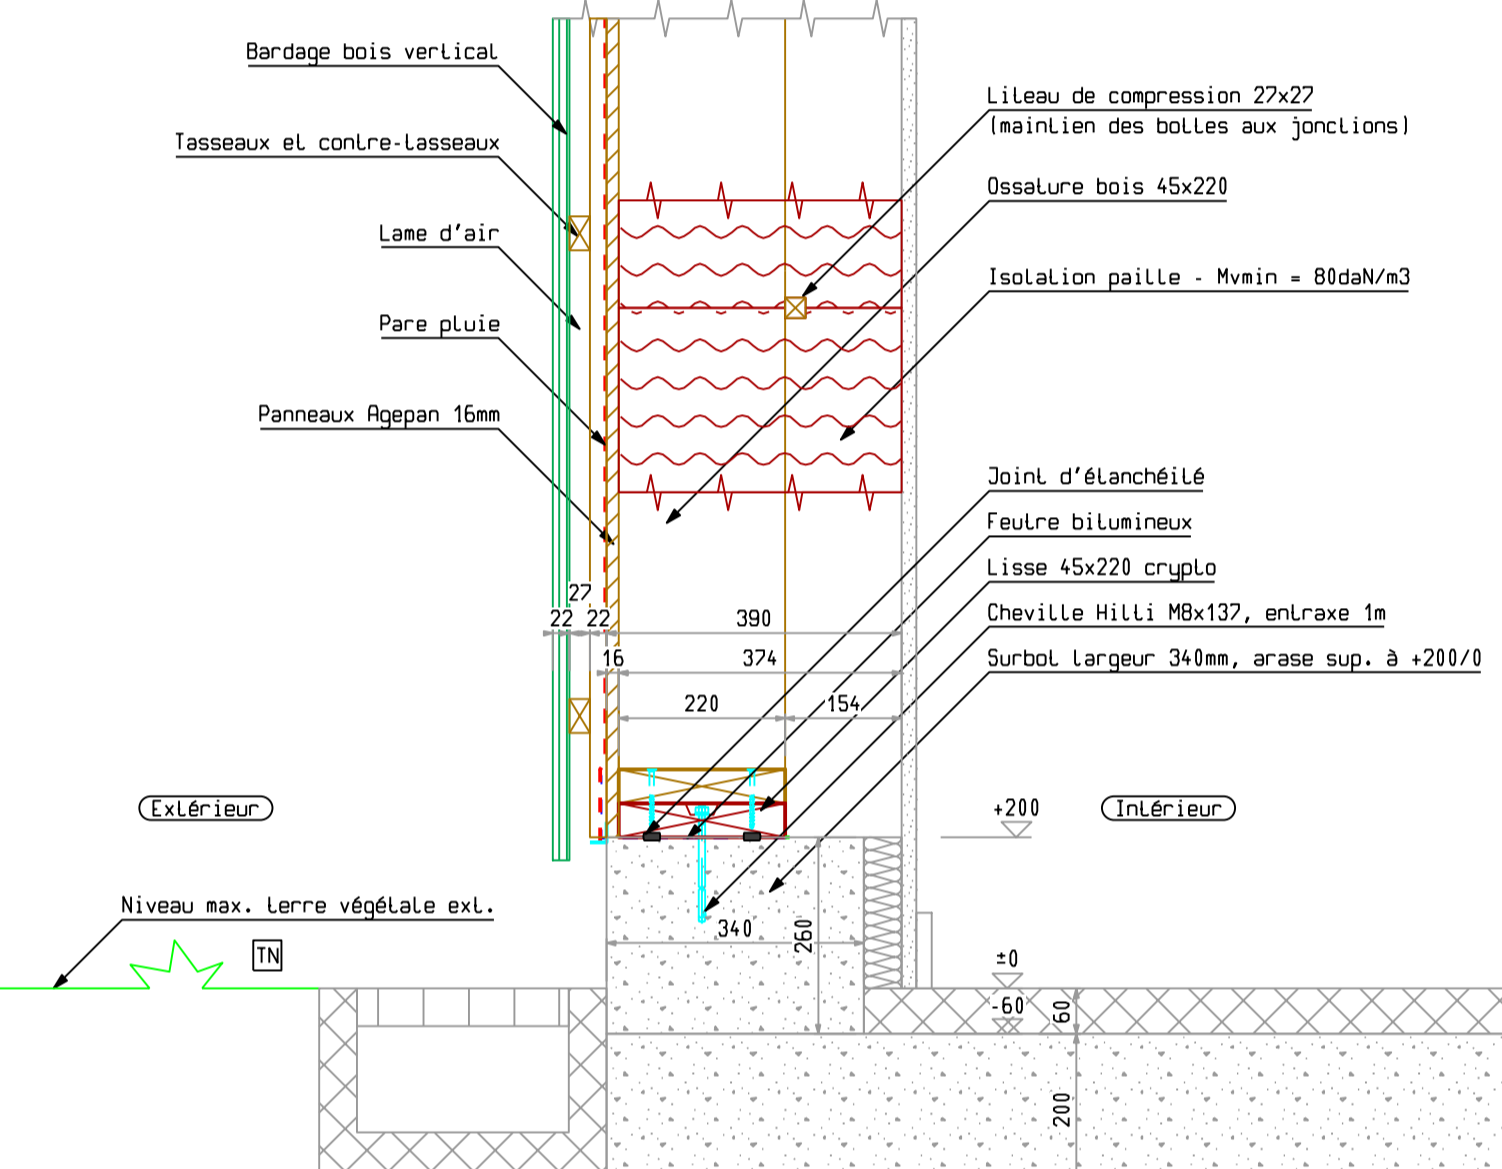 Bardage bois vertical
Tasseaux et contre-tasseaux
Lame d'air
Pare pluie
Panneaux Agepan 16mm
Liteau de compression 27x27
(maintien des bottes aux jonctions)
Ossature bois 45x220
Isolation paille - Mvmin = 80daN/m3
Joint d'étanchéité
Feutre bitumineux
Lisse 45x220 crypto
Cheville Hilti M8x137, entraxe 1m
Surbot largeur 340mm, arase sup. à +200/0
27
22 22 390
16 374
220 154
Extérieur
+200
Intérieur
Niveau max. terre végétale ext.
TN
340
260
±0
-60
60
200